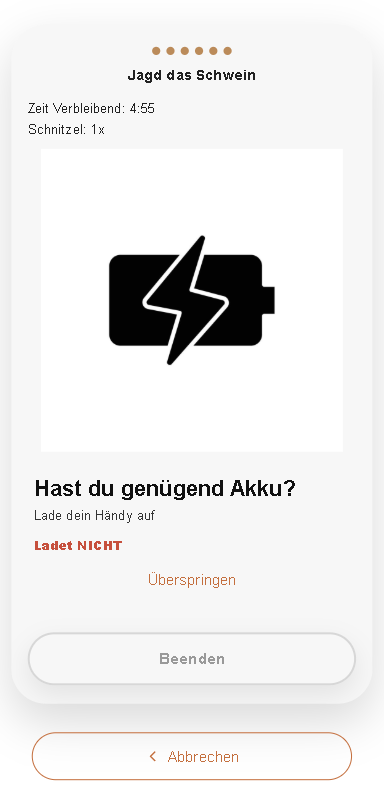 Jagd das Schwein
Zeit Verbleibend: 4:55
Schnitzel: 1x
Hast du genügend Akku?
Lade dein Händy auf
Ladet NICHT
Überspringen
Beenden
Abbrechen